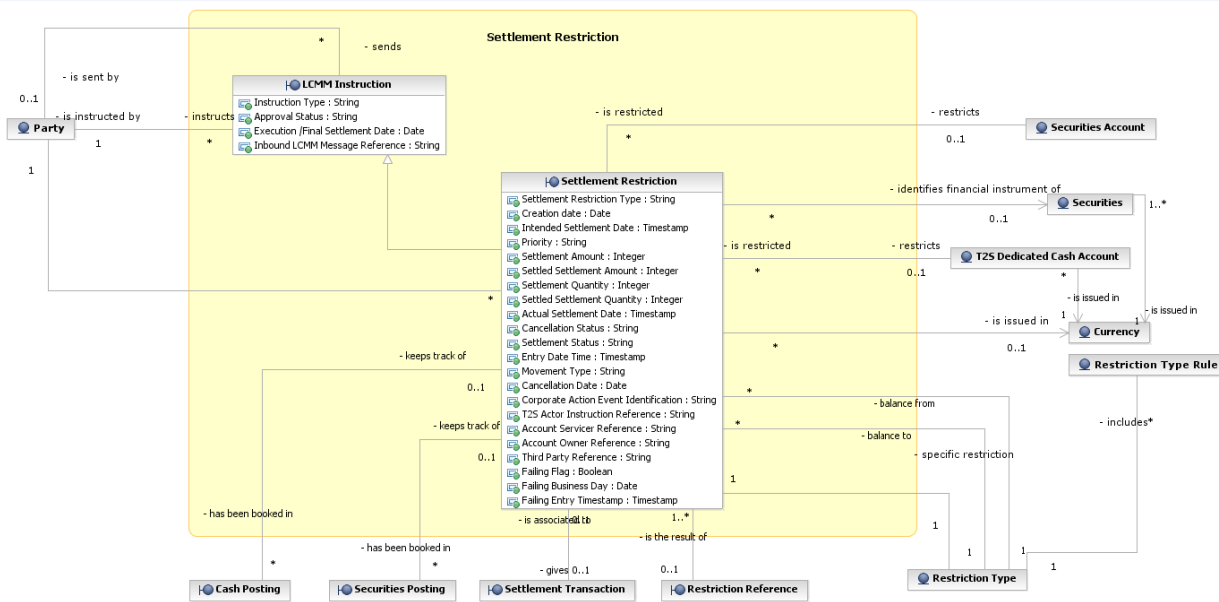 Settlement Restriction
*
- sends
- is sent by
LCMM Instruction
0..1
Instruction Type : String
Approval Status : String
Execution /Final Settlement Date : Date
Inbound LCMM Message Reference : String
- is instructed by
- instructs
Party
1
*
1
- is restricted
*
- restricts
0..1
Securities Account
Settlement Restriction
Settlement Restriction Type : String
Creation date : Date
Intended Settlement Date : Timestamp
Priority : String
Settlement Amount : Integer
Settled Settlement Amount : Integer
Settlement Quantity : Integer
Settled Settlement Quantity : Integer
Actual Settlement Date : Timestamp
Cancellation Status : String
Settlement Status : String
Entry Date Time : Timestamp
Movement Type : String
Cancellation Date : Date
Corporate Action Event Identification : String
T2S Actor Instruction Reference : String
Account Servicer Reference : String
Account Owner Reference : String
Third Party Reference : String
Failing Flag : Boolean
Failing Business Day : Date
Failing Entry Timestamp : Timestamp
- identifies financial instrument of
*
0..1
Securities
1..*
- is restricted
*
- restricts
0..1
T2S Dedicated Cash Account
*
- is issued in
1
1
- is issued in
- is issued in
*
0..1
Currency
Restriction Type Rule
*
- keeps track of
0..1
- keeps track of
0..1
*
- balance from
*
- balance to
- includes*
- specific restriction
1
1
1
1
1
- has been booked in
*
- has been booked in
*
- is associated to
0..1
- gives 0..1
1..*
- is the result of
0..1
Cash Posting
Securities Posting
Settlement Transaction
Restriction Reference
Restriction Type